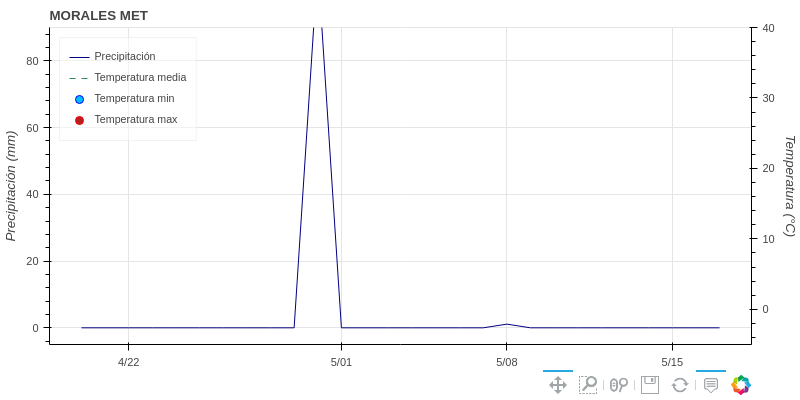 MORALES MET
Precipitación
Temperatura media
Temperatura min
Temperatura max
Precipitación (mm)
80
60
40
20
0
Temperatura (°C)
40
30
20
10
0
4/22
5/01
5/08
5/15